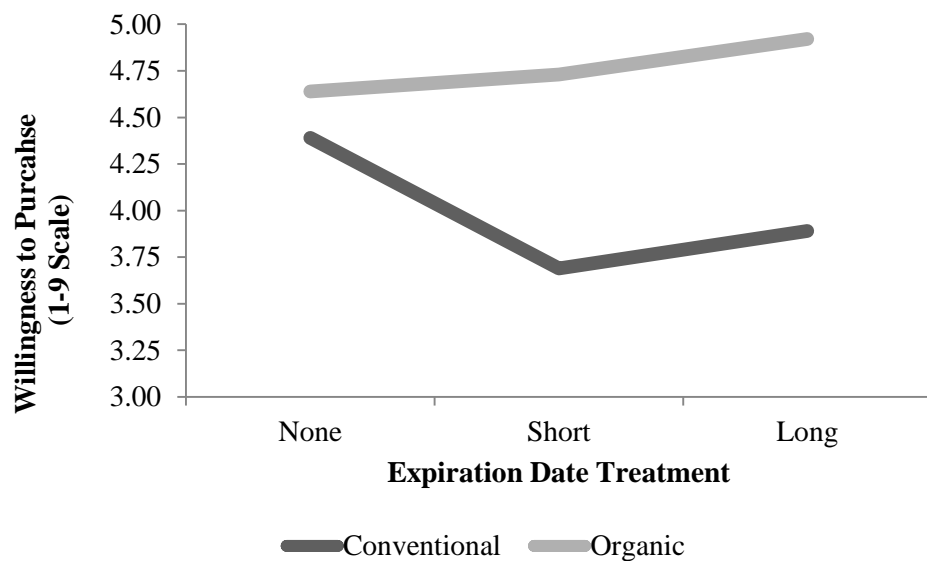 5.00
4.75
4.50
4.25
4.00
3.75
3.50
3.25
3.00
Willingness to Purcahse
(1-9 Scale)
None Short Long
Expiration Date Treatment
Conventional Organic